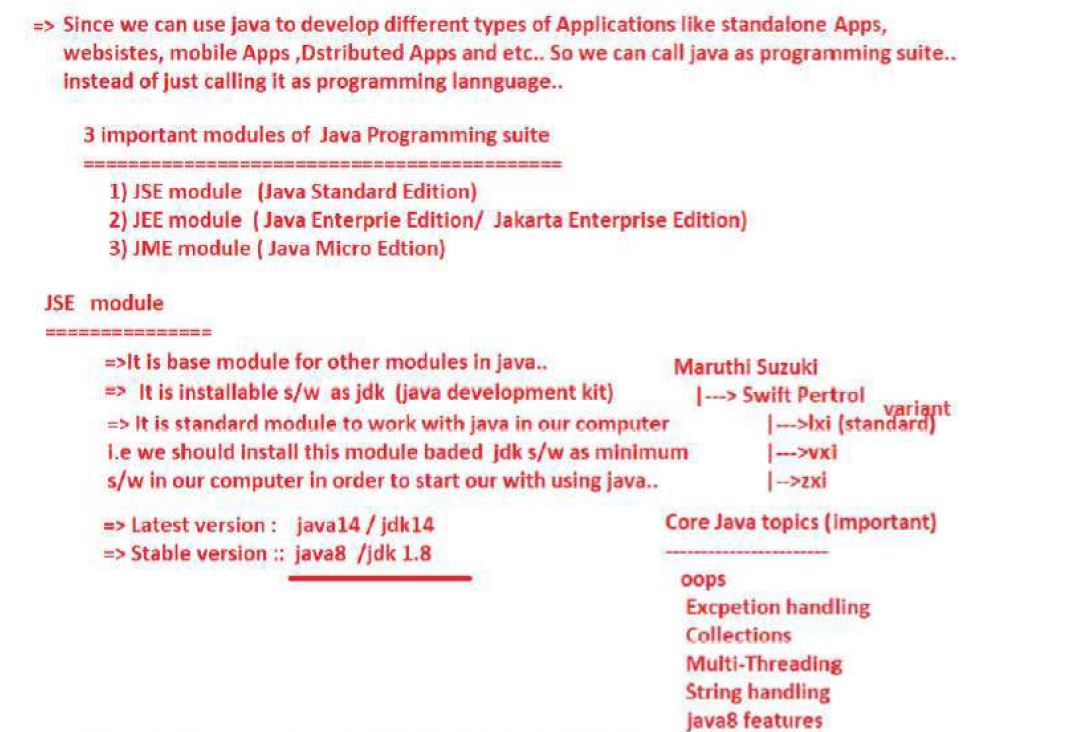 => Since we can use java to develop different types of Applications like standalone Apps,
websistes, mobile Apps ,Dstributed Apps and etc.. So we can call java as programming suite..
instead of just calling it as programming lannguage..
3 important modules of Java Programming suite
===========================================
1) JSE module (Java Standard Edition)
2) JEE module ( Java Enterprie Edition/ Jakarta Enterprise Edition)
3) JME module ( Java Micro Edtion)
JSE module
===============
=>It is base module for other modules in java..
=> It is installable s/w as jdk (java development kit)
=> It is standard module to work with java in our computer
i.e we should install this module baded jdk s/w as minimum
s/w in our computer in order to start our with using java..
=> Latest version : java14 / jdk14
=> Stable version :: java8 /jdk 1.8
Maruthi Suzuki
|---> Swift Pertrol
variant
|--->lxi (standard)
|--->vxi
|-->zxi
Core Java topics (Important)
-----------------------
oops
Excpetion handling
Collections
Multi-Threading
String handling
java8 features